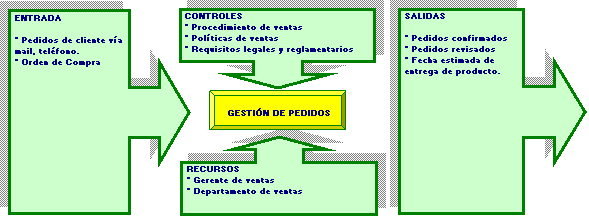 ENTRADA
* Pedidos de cliente vía
mail, teléfono.
* Orden de Compra
CONTROLES
* Procedimiento de ventas
* Políticas de ventas
* Requisitos legales y reglamentarios
GESTIÓN DE PEDIDOS
RECURSOS
* Gerente de ventas
* Departamento de ventas
SALIDAS
* Pedidos confirmados
* Pedidos revisados
* Fecha estimada de
entrega de producto.